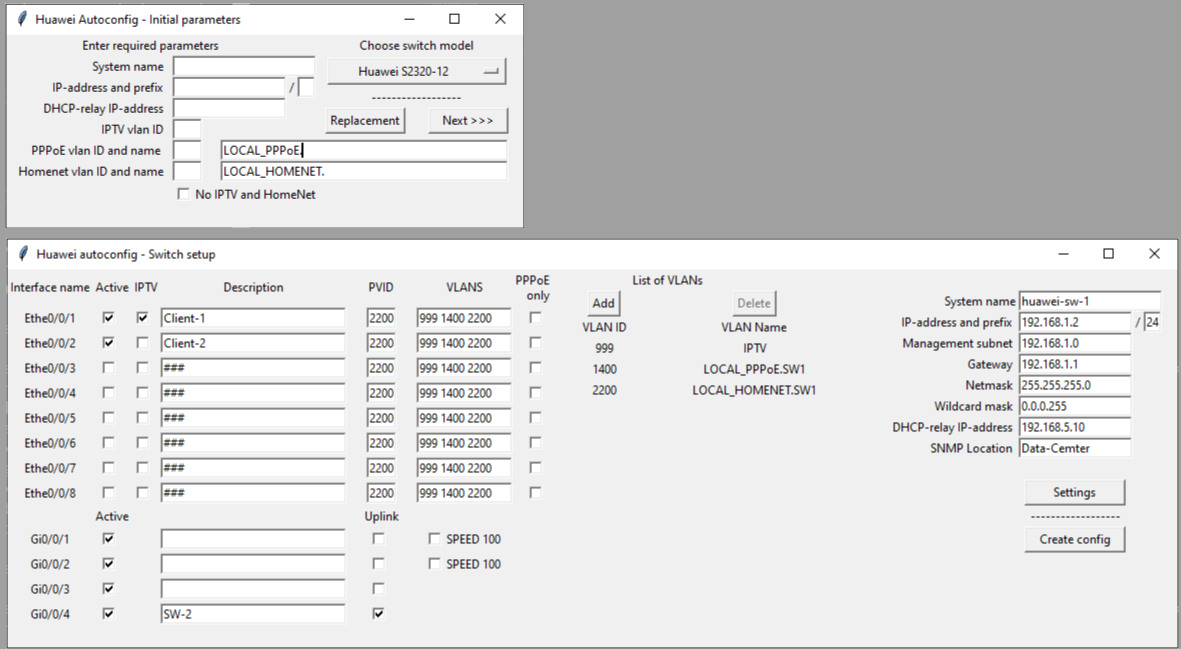 Huawei Autoconfig - Initial parameters
Enter required parameters Choose switch model
System name
Huawei S2320-12
IP-address and prefix /
------------------
DHCP-relay IP-address
Replacement Next >>>
IPTV vlan ID
PPPoE vlan ID and name LOCAL_PPPoE.
Homenet vlan ID and name LOCAL_HOMENET.
No IPTV and HomeNet
Huawei autoconfig - Switch setup
Interface name Active IPTV Description PVID VLANS PPPoE only
Ethe0/0/1 Client-1 2200 999 1400 2200
Ethe0/0/2 Client-2 2200 999 1400 2200
Ethe0/0/3 ### 2200 999 1400 2200
Ethe0/0/4 ### 2200 999 1400 2200
Ethe0/0/5 ### 2200 999 1400 2200
Ethe0/0/6 ### 2200 999 1400 2200
Ethe0/0/7 ### 2200 999 1400 2200
Ethe0/0/8 ### 2200 999 1400 2200
Active Uplink
Gi0/0/1 SPEED 100
Gi0/0/2 SPEED 100
Gi0/0/3
Gi0/0/4 SW-2
List of VLANs
Add Delete
VLAN ID VLAN Name
999 IPTV
1400 LOCAL_PPPoE.SW1
2200 LOCAL_HOMENET.SW1
System name huawei-sw-1
IP-address and prefix 192.168.1.2 / 24
Management subnet 192.168.1.0
Gateway 192.168.1.1
Netmask 255.255.255.0
Wildcard mask 0.0.0.255
DHCP-relay IP-address 192.168.5.10
SNMP Location Data-Cemter
Settings
------------------
Create config